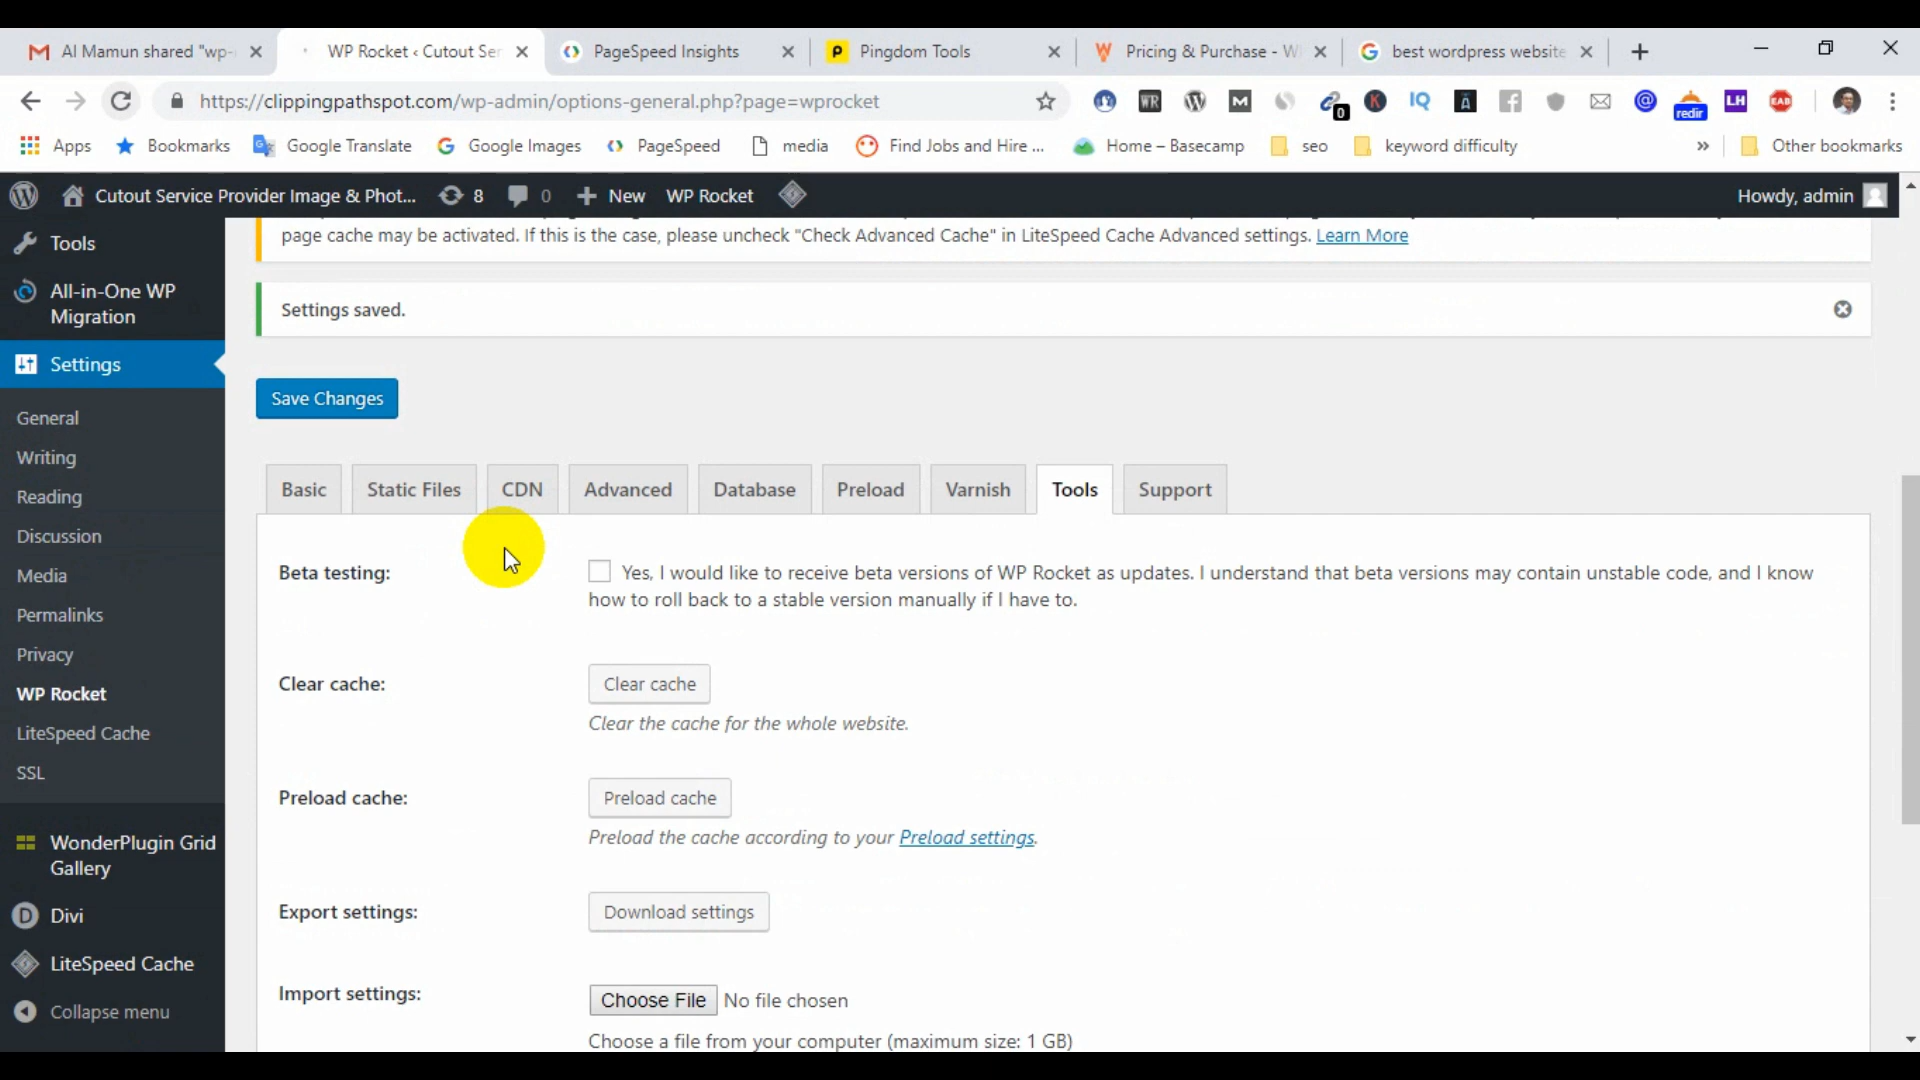 Al Mamun shared "wp-
WP Rocket ‹ Cutout Ser
PageSpeed Insights
Pingdom Tools
Pricing & Purchase - W
best wordpress website
https://clippingpathspot.com/wp-admin/options-general.php?page=wprocket
Apps
Bookmarks
Google Translate
Google Images
PageSpeed
media
Find Jobs and Hire ...
Home – Basecamp
seo
keyword difficulty
»
Other bookmarks
Cutout Service Provider Image & Phot...
8
0
New
WP Rocket
Howdy, admin
Tools
All-in-One WP
Migration
Settings
General
Writing
Reading
Discussion
Media
Permalinks
Privacy
WP Rocket
LiteSpeed Cache
SSL
WonderPlugin Grid
Gallery
Divi
LiteSpeed Cache
Collapse menu
page cache may be activated. If this is the case, please uncheck "Check Advanced Cache" in LiteSpeed Cache Advanced settings. Learn More
Settings saved.
Save Changes
Basic
Static Files
CDN
Advanced
Database
Preload
Varnish
Tools
Support
Beta testing:
Yes, I would like to receive beta versions of WP Rocket as updates. I understand that beta versions may contain unstable code, and I know
how to roll back to a stable version manually if I have to.
Clear cache:
Clear cache
Clear the cache for the whole website.
Preload cache:
Preload cache
Preload the cache according to your Preload settings.
Export settings:
Download settings
Import settings:
Choose File No file chosen
Choose a file from your computer (maximum size: 1 GB)